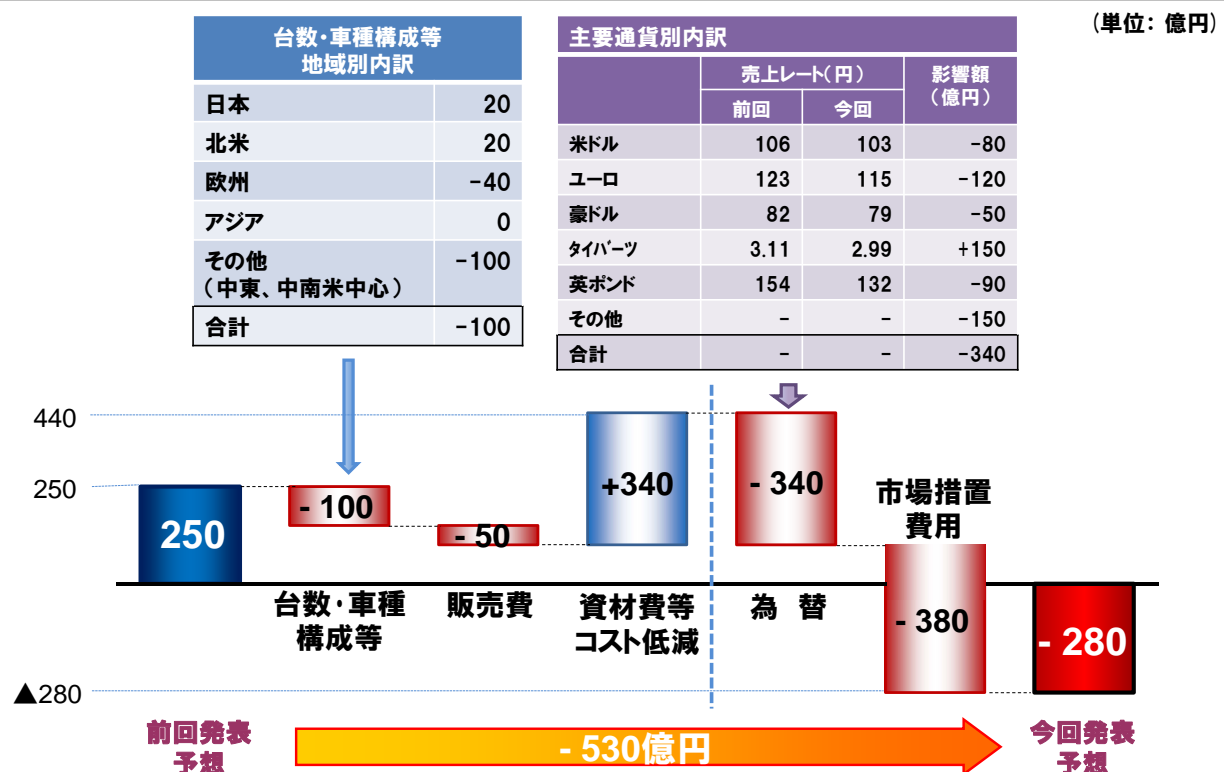 (単位: 億円)
台数・車種構成等
地域別内訳
日本 20
北米 20
欧州 -40
アジア 0
その他 -100
(中東、中南米中心)
合計 -100
主要通貨別内訳
売上レート(円) 影響額
(億円)
前回 今回
米ドル 106 103 -80
ユーロ 123 115 -120
豪ドル 82 79 -50
タイバーツ 3.11 2.99 +150
英ポンド 154 132 -90
その他 - - -150
合計 - - -340
440
250
▲280
250
- 100
- 50
+340
- 340
市場措置
費用
- 380
- 280
台数・車種
構成等
販売費
資材費等
コスト低減
為 替
前回発表
予想
- 530億円
今回発表
予想